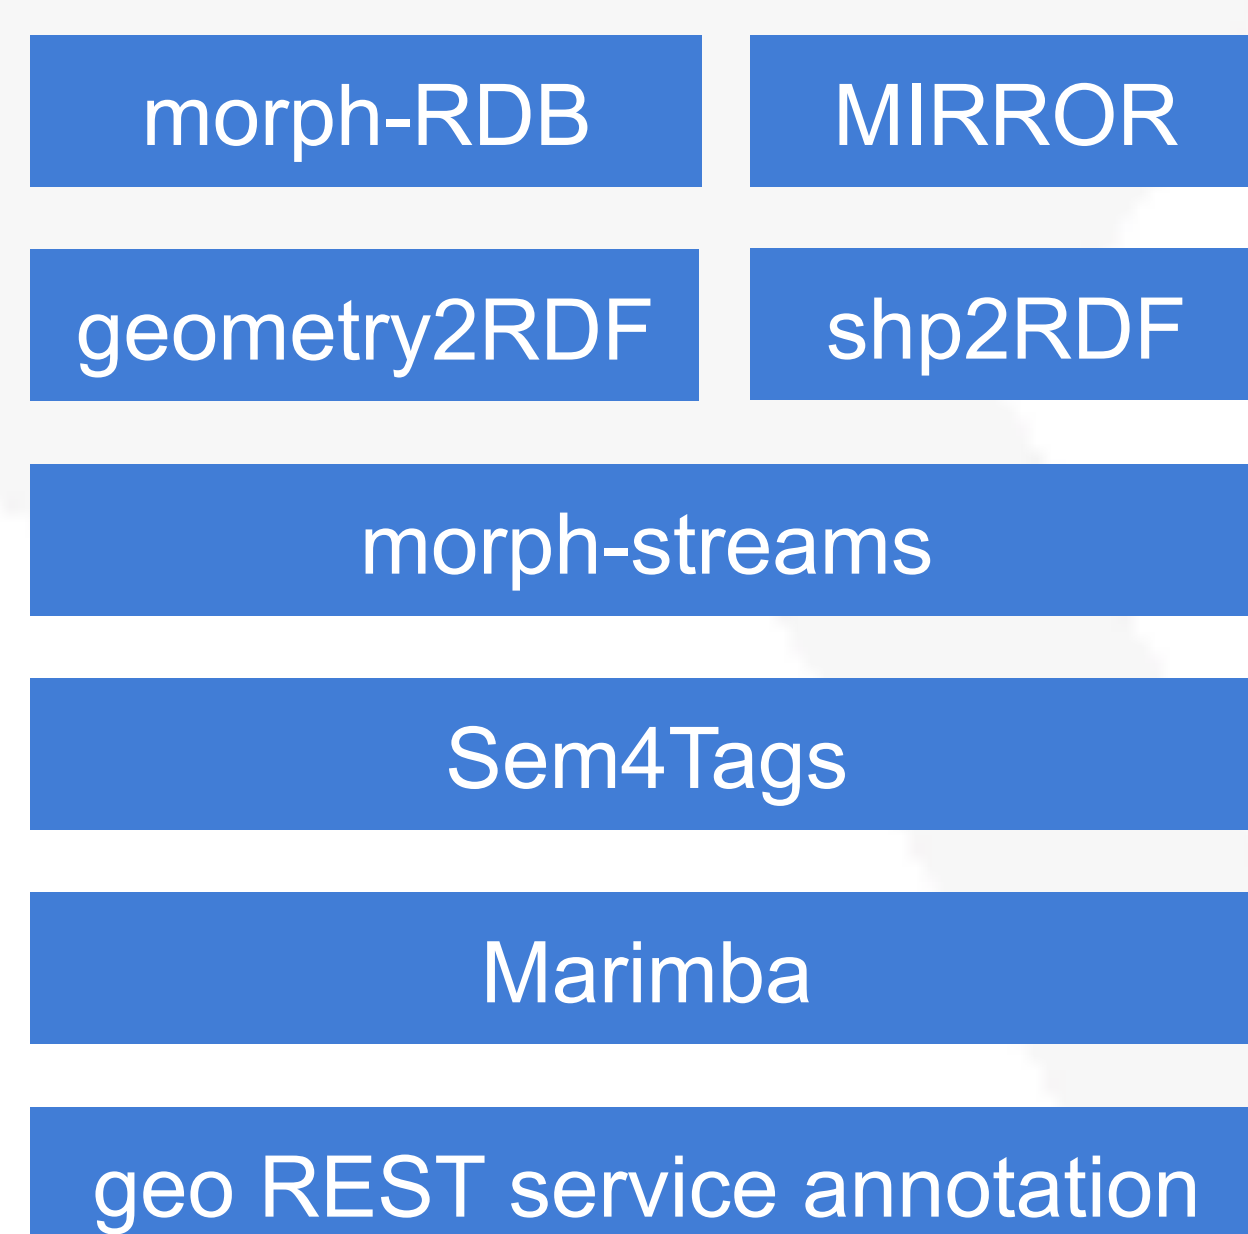 morph-RDB
MIRROR
geometry2RDF
shp2RDF
morph-streams
Sem4Tags
Marimba
geo REST service annotation